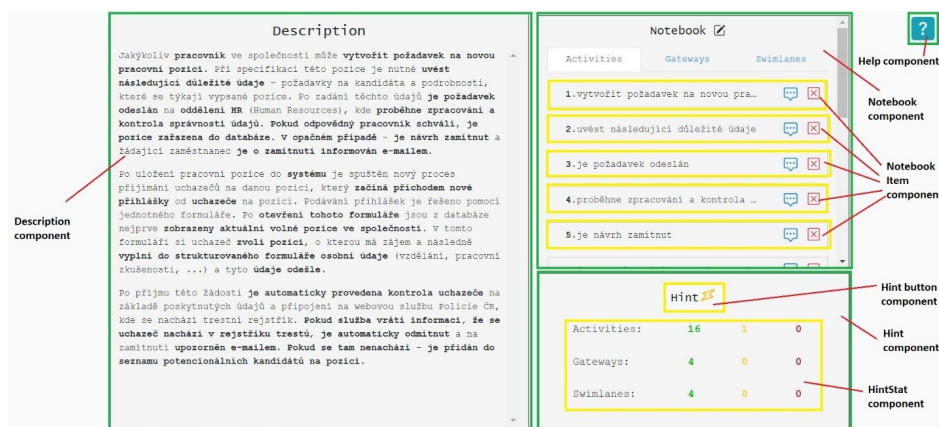 Description
Jakýkoliv pracovník ve společnosti může vytvořit požadavek na novou
pracovní pozici. Při specifikaci této pozice je nutné uvést
následující důležité údaje – požadavky na kandidáta a podrobnosti,
které se týkají vypsané pozice. Po zadání těchto údajů je požadavek
odeslán na oddělení HR (Human Resources), kde proběhne zpracování a
kontrola správnosti údajů. Pokud odpovědný pracovník schválí, je
pozice zařazena do databáze. V opačném případě – je návrh zamítnut a
žádající zaměstnanec je o zamítnutí informován e-mailem.
Po uložení pracovní pozice do systému je spuštěn nový proces
přijímání uchazečů na danou pozici, který začíná příchodem nové
přihlášky od uchazeče na pozici. Podávání přihlášek je řešeno pomocí
jednotného formuláře. Po otevření tohoto formuláře jsou z databáze
nejprve zobrazeny aktuální volné pozice ve společnosti. V tomto
formuláři si uchazeč zvolí pozici, o kterou má zájem a následně
vyplní do strukturovaného formuláře osobní údaje (vzdělání, pracovní
zkušenosti, ...) a tyto údaje odešle.
Po příjmu této žádosti je automaticky provedena kontrola uchazeče na
základě poskytnutých údajů a připojení na webovou službu Policie ČR,
kde se nachází trestní rejstřík. Pokud služba vrátí informaci, že se
uchazeč nachází v rejstříku trestů, je automaticky odmítnut a na
zamítnutí upozorněn e-mailem. Pokud se tam nenachází – je přidán do
seznamu potencionálních kandidátů na pozici.
Description
component
Notebook
Activities Gateways Swimlanes
1.vytvořit požadavek na novou pra…
2.uvést následující důležité údaje
3.je požadavek odeslán
4.proběhne zpracování a kontrola …
5.je návrh zamítnut
Hint
Activities: 16 1 0
Gateways: 4 0 0
Swimlanes: 4 0 0
?
Help component
Notebook
component
Notebook
Item
componen
Hint button
component
Hint
component
HintStat
component